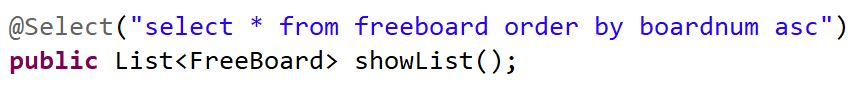 @Select("select * from freeboard order by boardnum asc")
public List<FreeBoard> showList();